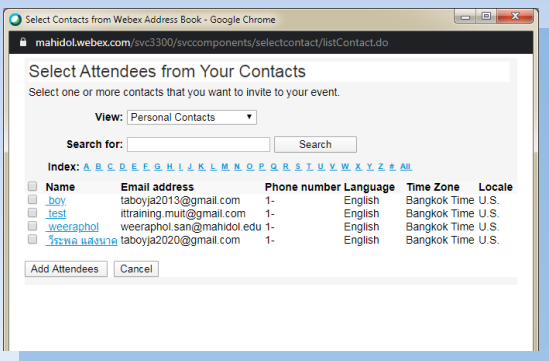 Select Contacts from Webex Address Book - Google Chrome
mahidol.webex.com/svc3300/svccomponents/selectcontact/listContact.do
Select Attendees from Your Contacts
Select one or more contacts that you want to invite to your event.
View: Personal Contacts
Search for: Search
Index: A B C D E F G H I J K L M N O P Q R S T U V W X Y Z # All
Name Email address Phone number Language Time Zone Locale
boy taboyja2013@gmail.com 1- English Bangkok Time U.S.
test ittraining.muit@gmail.com 1- English Bangkok Time U.S.
weeraphol weeraphol.san@mahidol.edu 1- English Bangkok Time U.S.
วีระพล แสงนาค taboyja2020@gmail.com 1- English Bangkok Time U.S.
Add Attendees Cancel